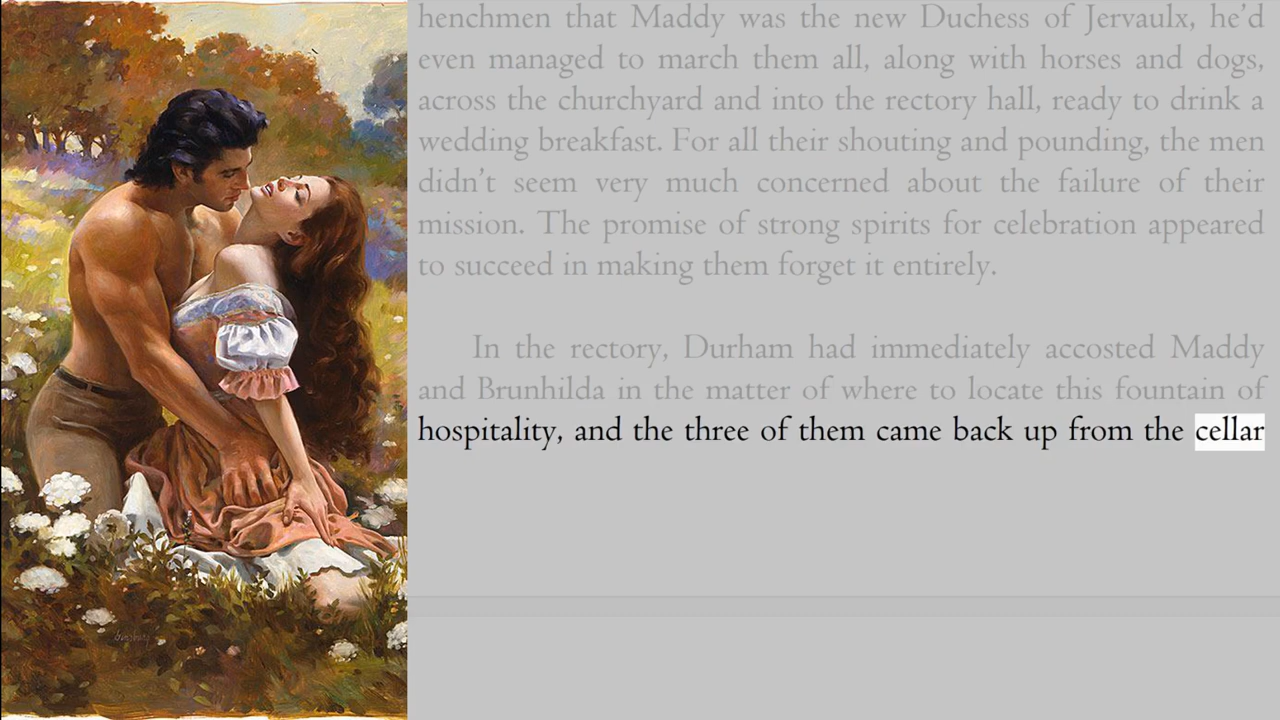 henchmen that Maddy was the new Duchess of Jervaulx, he’d
even managed to march them all, along with horses and dogs,
across the churchyard and into the rectory hall, ready to drink a
wedding breakfast. For all their shouting and pounding, the men
didn’t seem very much concerned about the failure of their
mission. The promise of strong spirits for celebration appeared
to succeed in making them forget it entirely.
In the rectory, Durham had immediately accosted Maddy
and Brunhilda in the matter of where to locate this fountain of
hospitality, and the three of them came back up from the cellar